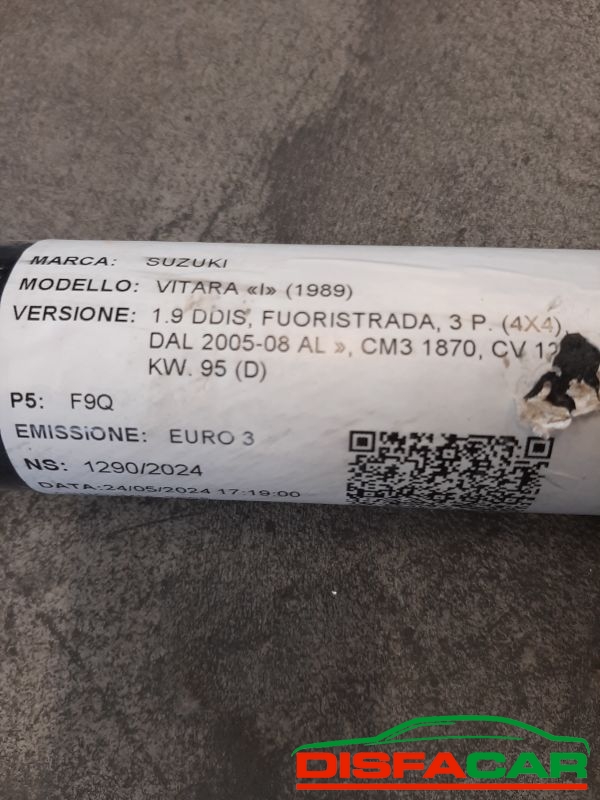 MARCA: SUZUKI
MODELLO: VITARA «I» (1989)
VERSIONE: 1.9 DDIS, FUORISTRADA, 3 P. (4X4),
DAL 2005-08 AL », CM3 1870, CV
KW. 95 (D)
P5: F9Q
EMISSIONE: EURO 3
NS: 1290/2024
DATA:24/05/2024 17:19:00
DISFACAR